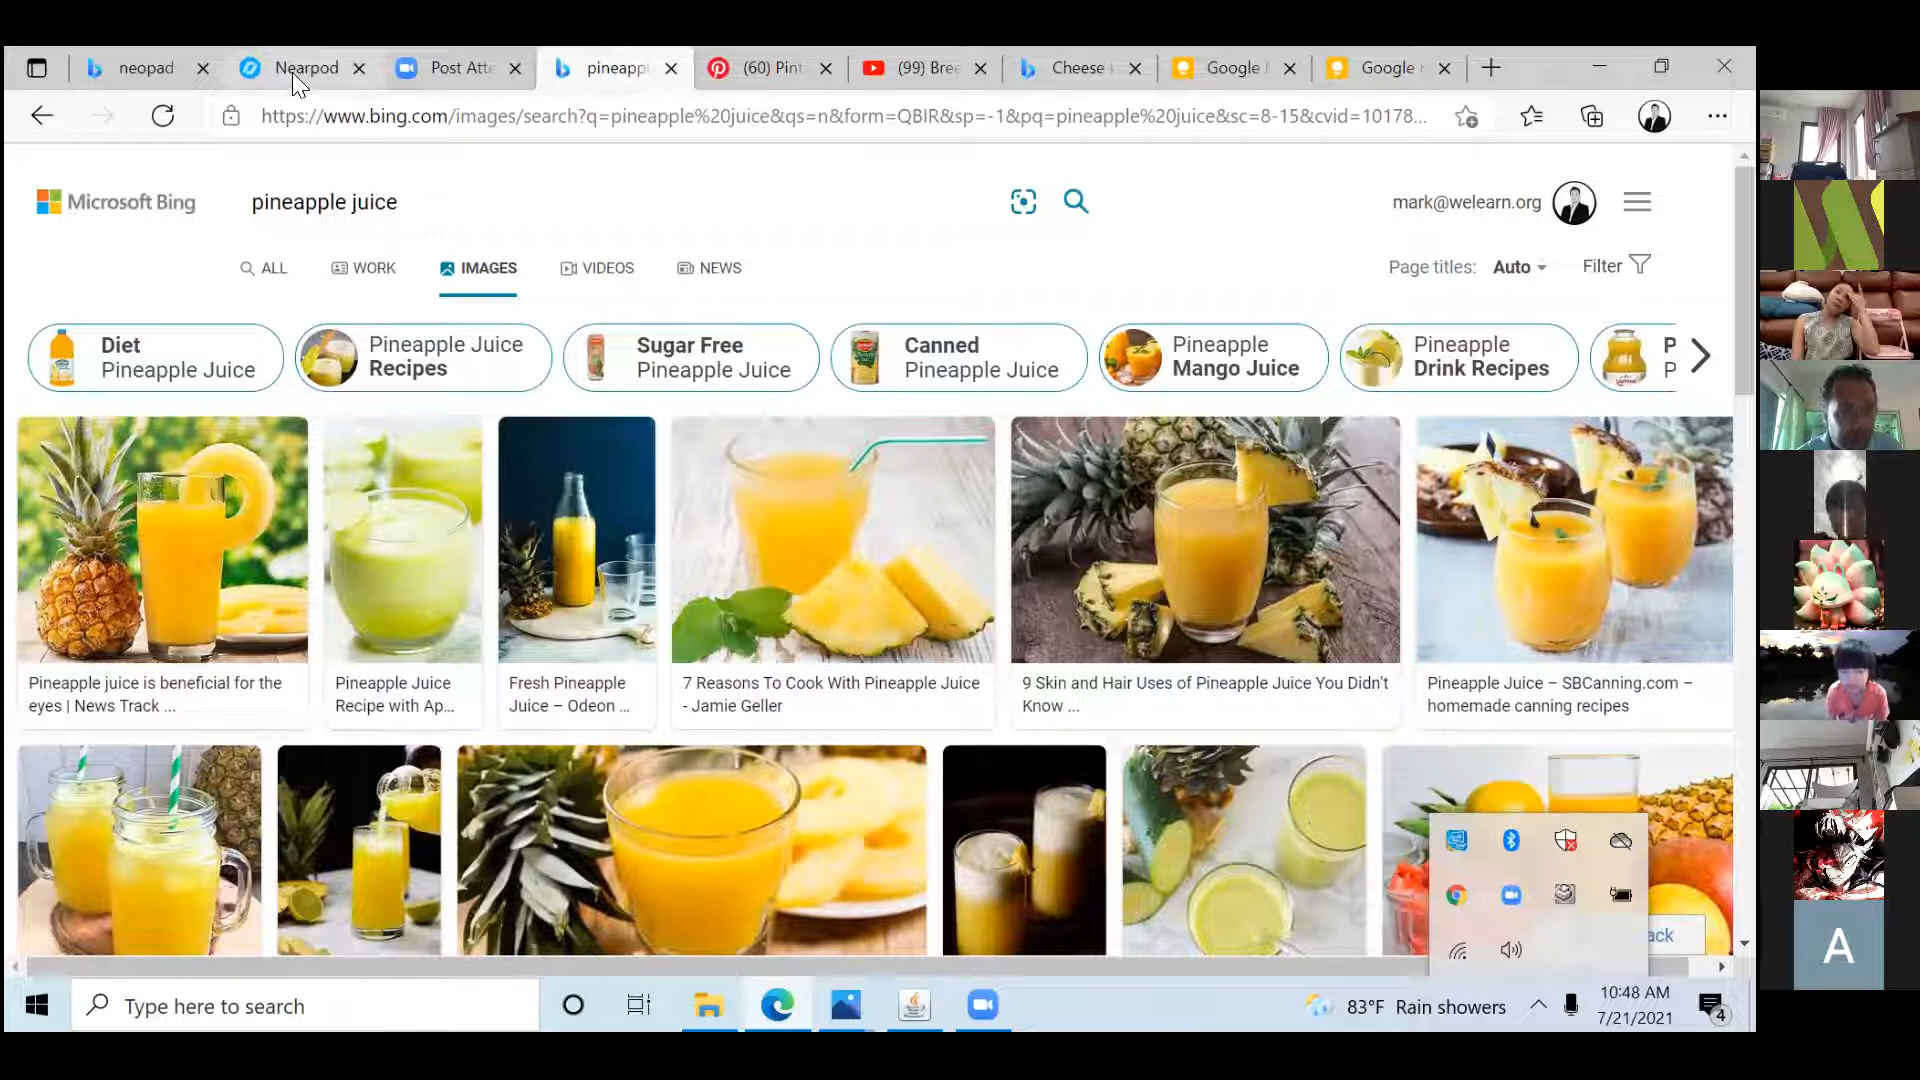 neopad
Nearpod
Post Atte
pineappl
(60) Pint
(99) Bree
Cheese
Google
Google
https://www.bing.com/images/search?q=pineapple%20juice&qs=n&form=QBIR&sp=-1&pq=pineapple%20juice&sc=8-15&cvid=10178...
Microsoft Bing
pineapple juice
mark@welearn.org
ALL
WORK
IMAGES
VIDEOS
NEWS
Page titles: Auto
Filter
Diet
Pineapple Juice
Pineapple Juice
Recipes
Sugar Free
Pineapple Juice
Canned
Pineapple Juice
Pineapple
Mango Juice
Pineapple
Drink Recipes
P
P
Pineapple juice is beneficial for the
eyes | News Track ...
Pineapple Juice
Recipe with Ap...
Fresh Pineapple
Juice – Odeon ...
7 Reasons To Cook With Pineapple Juice
- Jamie Geller
9 Skin and Hair Uses of Pineapple Juice You Didn't
Know ...
Pineapple Juice – SBCanning.com –
homemade canning recipes
ack
Type here to search
83°F Rain showers
10:48 AM
7/21/2021
4
A